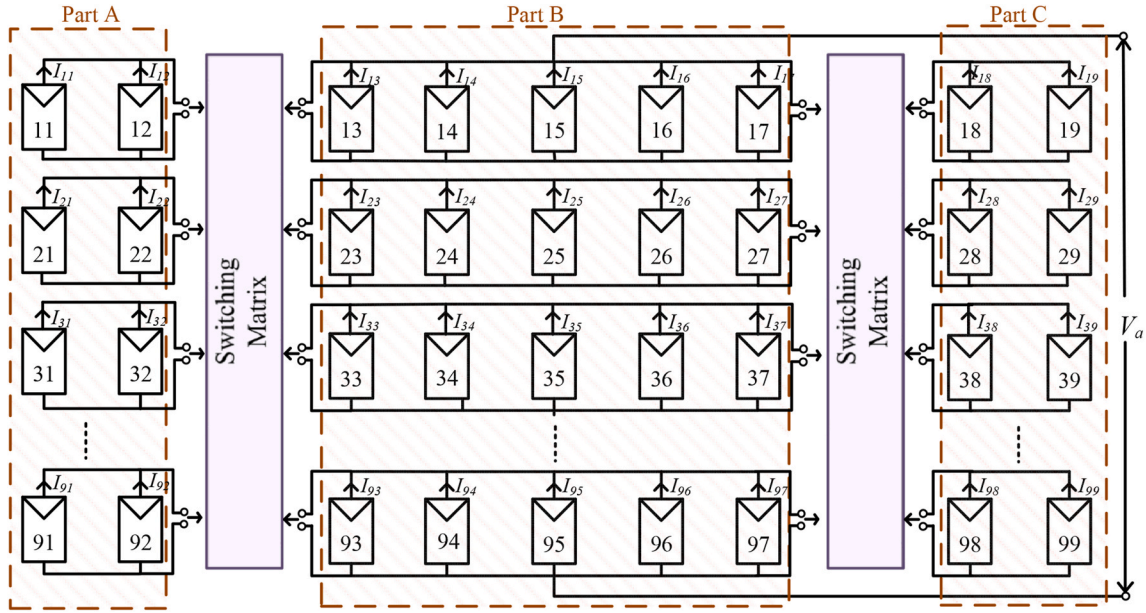 Part A Part B Part C
I11 I12 I13 I14 I15 I16 I17 I18 I19
11 12 13 14 15 16 17 18 19
I21 I22 I23 I24 I25 I26 I27 I28 I29
21 22 23 24 25 26 27 28 29
Switching
Matrix
Switching
Matrix
I31 I32 I33 I34 I35 I36 I37 I38 I39
Va
31 32 33 34 35 36 37 38 39
I91 I92 I93 I94 I95 I96 I97 I98 I99
91 92 93 94 95 96 97 98 99